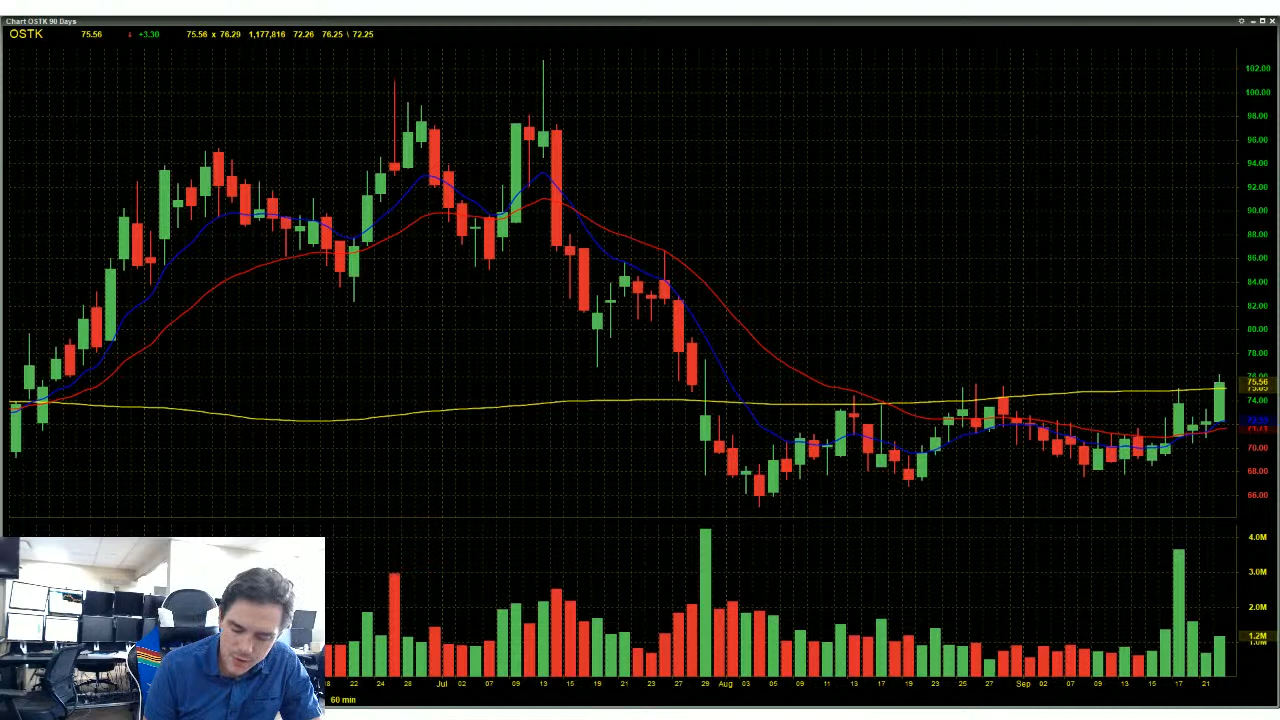 Chart OSTK 90 Days
OSTK 75.56 +3.30 75.56 x 76.29 1,177,816 72.26 76.25 \ 72.25
102.00
100.00
98.00
96.00
94.00
92.00
90.00
88.00
86.00
84.00
82.00
80.00
78.00
76.00
75.56
74.00
70.00
68.00
66.00
4.0M
3.0M
2.0M
1.2M
22 24 28 Jul 02 07 09 13 15 19 21 23 27 29 Aug 03 05 09 11 13 17 19 23 25 27 Sep 02 07 09 13 15 17 21
60 min